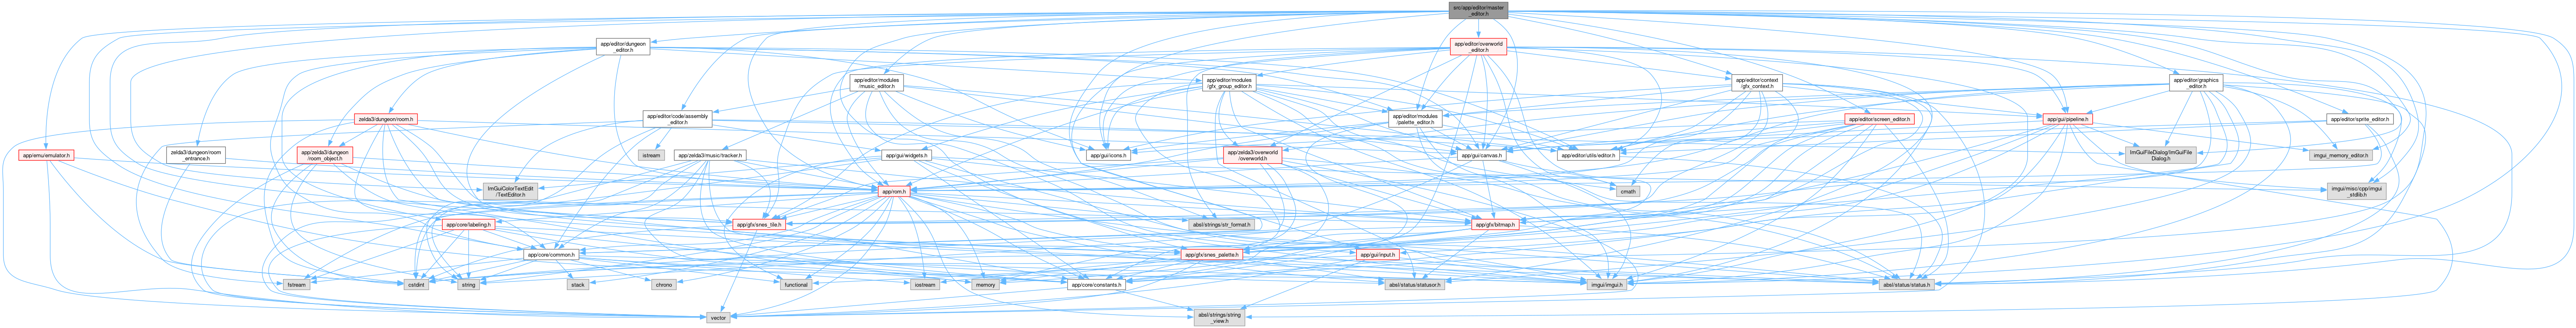 src/app/editor/master
_editor.h
app/editor/dungeon
_editor.h
app/editor/overworld
_editor.h
app/editor/modules
/music_editor.h
app/editor/modules
/gfx_group_editor.h
app/editor/context
/gfx_context.h
app/editor/graphics
_editor.h
zelda3/dungeon/room.h
app/editor/code/assembly
_editor.h
app/editor/modules
/palette_editor.h
app/editor/screen_editor.h
app/gui/pipeline.h
app/editor/sprite_editor.h
app/emu/emulator.h
zelda3/dungeon/room
_entrance.h
app/zelda3/dungeon
/room_object.h
istream
app/zelda3/music/tracker.h
app/gui/widgets.h
app/gui/icons.h
app/zelda3/overworld
/overworld.h
app/gui/canvas.h
app/editor/utils/editor.h
ImGuiFileDialog/ImGuiFile
Dialog.h
imgui_memory_editor.h
ImGuiColorTextEdit
/TextEditor.h
app/rom.h
cmath
imgui/misc/cpp/imgui
_stdlib.h
app/core/labeling.h
app/gfx/snes_tile.h
absl/strings/str_format.h
app/gfx/bitmap.h
app/core/common.h
app/gfx/snes_palette.h
app/gui/input.h
fstream
cstdint
string
stack
chrono
functional
iostream
memory
app/core/constants.h
absl/status/statusor.h
imgui/imgui.h
absl/status/status.h
vector
absl/strings/string
_view.h